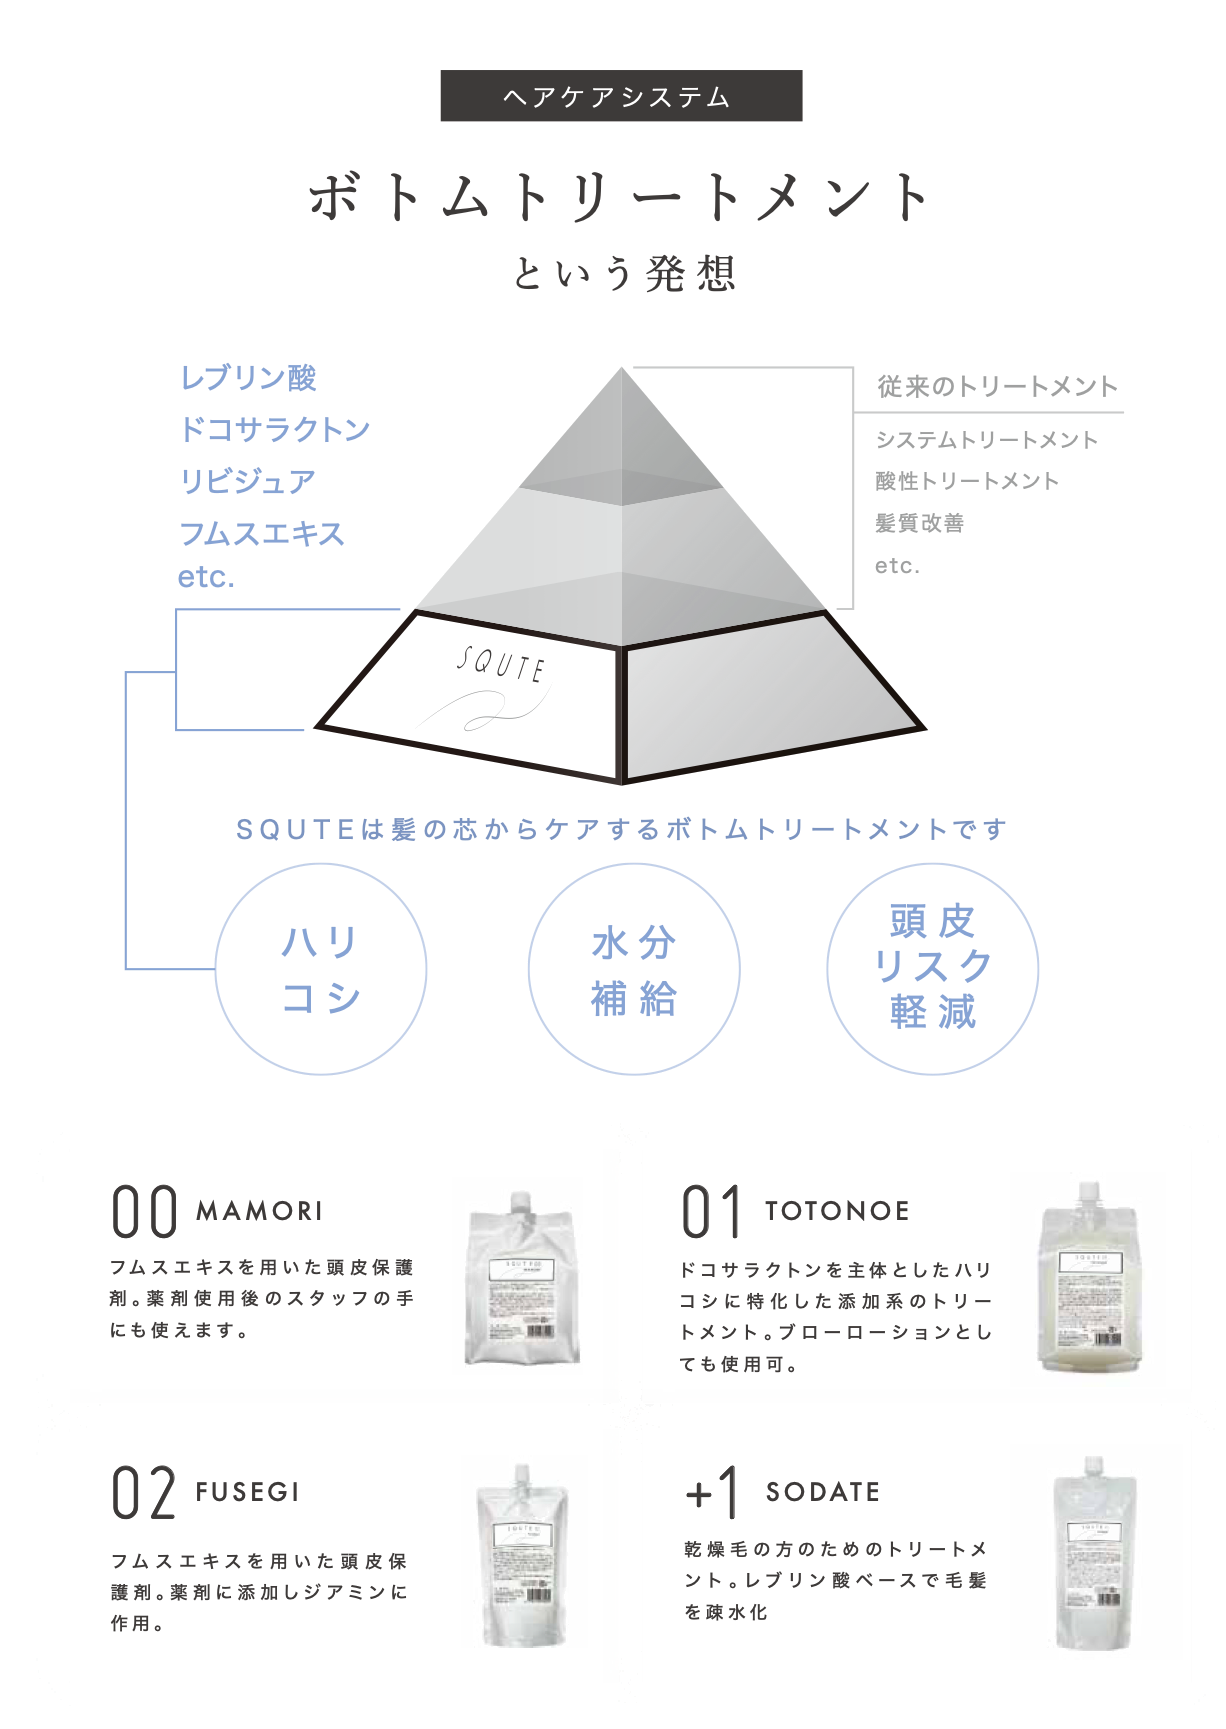 ヘアケアシステム
ボトムトリートメント
という発想
レブリン酸
ドコサラクトン
リピジュア
フムスエキス
etc.
従来のトリートメント
システムトリートメント
酸性トリートメント
髪質改善
etc.
SQUTE
SQUTEは髪の芯からケアするボトムトリートメントです
ハリ
コシ
水分
補給
頭皮
リスク
軽減
00 MAMORI
フムスエキスを用いた頭皮保護
剤。薬剤使用後のスタッフの手
にも使えます。
01 TOTONOE
ドコサラクトンを主体としたハリ
コシに特化した添加系のトリー
トメント。ブローローションとし
ても使用可。
02 FUSEGI
フムスエキスを用いた頭皮保
護剤。薬剤に添加しジアミンに
作用。
+1 SODATE
乾燥毛の方のためのトリートメ
ント。レブリン酸ベースで毛髪
を疎水化